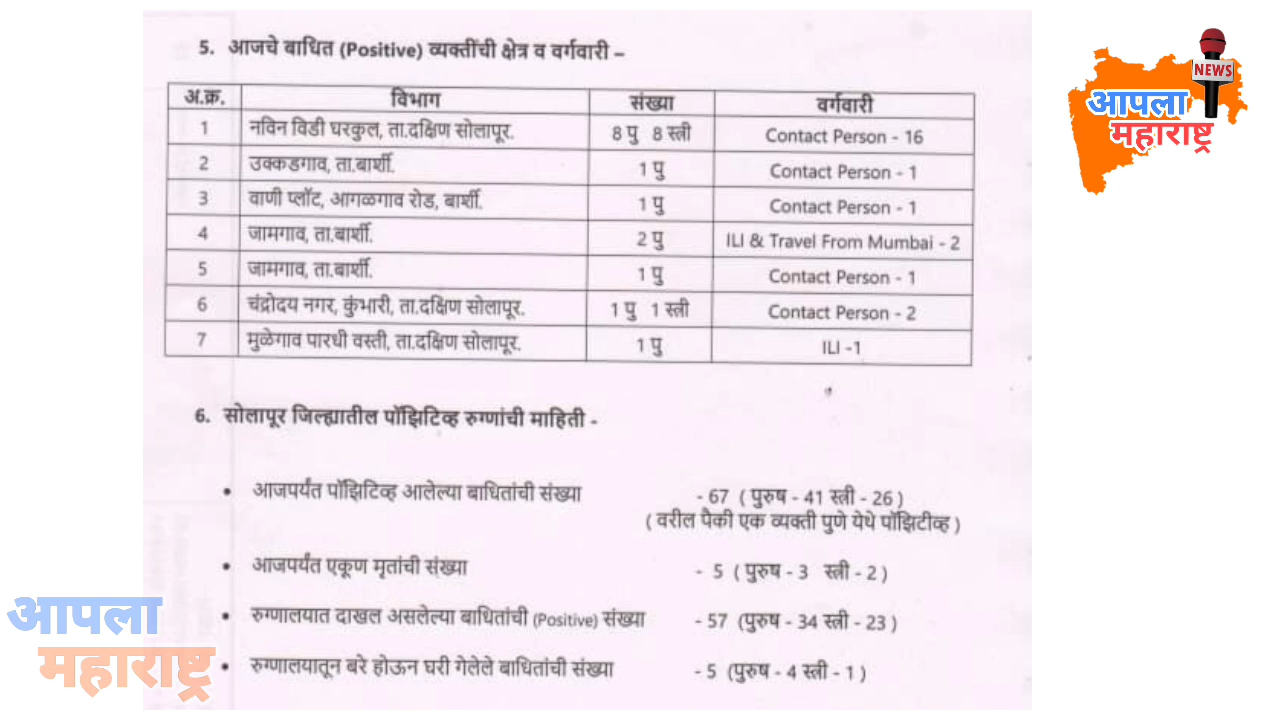 5. आजचे बाधित (Positive) व्यक्तींची क्षेत्र व वर्गवारी –
अ.क्र. विभाग संख्या वर्गवारी
1 नविन विडी घरकुल, ता.दक्षिण सोलापूर. 8 पु 8 स्त्री Contact Person - 16
2 उक्कडगाव, ता.बार्शी. 1 पु Contact Person - 1
3 वाणी प्लॉट, आगळगाव रोड, बार्शी. 1 पु Contact Person - 1
4 जामगाव, ता.बार्शी. 2 पु ILI & Travel From Mumbai - 2
5 जामगाव, ता.बार्शी. 1 पु Contact Person - 1
6 चंद्रोदय नगर, कुंभारी, ता.दक्षिण सोलापूर. 1 पु 1 स्त्री Contact Person - 2
7 मुळेगाव पारधी वस्ती, ता.दक्षिण सोलापूर. 1 पु ILI -1
6. सोलापूर जिल्ह्यातील पॉझिटिव्ह रुग्णांची माहिती -
• आजपर्यंत पॉझिटिव्ह आलेल्या बाधितांची संख्या - 67 ( पुरुष - 41 स्त्री - 26 )
( वरील पैकी एक व्यक्ती पुणे येथे पॉझिटीव्ह )
• आजपर्यंत एकूण मृतांची संख्या - 5 ( पुरुष - 3 स्त्री - 2 )
• रुग्णालयात दाखल असलेल्या बाधितांची (Positive) संख्या - 57 (पुरुष - 34 स्त्री - 23 )
• रुग्णालयातून बरे होऊन घरी गेलेले बाधितांची संख्या - 5 (पुरुष - 4 स्त्री - 1 )
NEWS
आपला
महाराष्ट्र
आपला
महाराष्ट्र